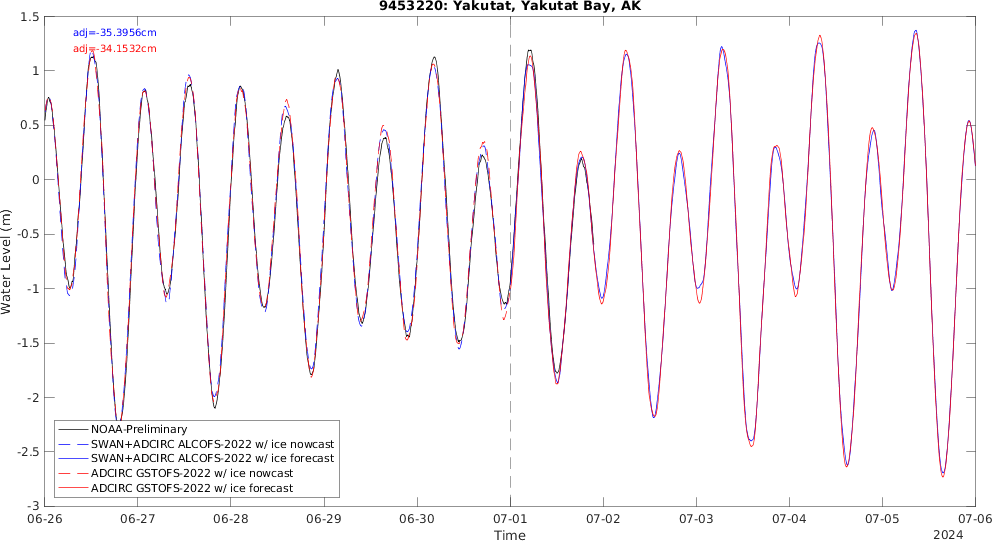 9453220: Yakutat, Yakutat Bay, AK
adj=-35.3956cm
adj=-34.1532cm
1.5
1
0.5
0
-0.5
-1
-1.5
-2
-2.5
-3
Water Level (m)
NOAA-Preliminary
SWAN+ADCIRC ALCOFS-2022 w/ ice nowcast
SWAN+ADCIRC ALCOFS-2022 w/ ice forecast
ADCIRC GSTOFS-2022 w/ ice nowcast
ADCIRC GSTOFS-2022 w/ ice forecast
06-26 06-27 06-28 06-29 06-30 07-01 07-02 07-03 07-04 07-05 07-06
Time
2024